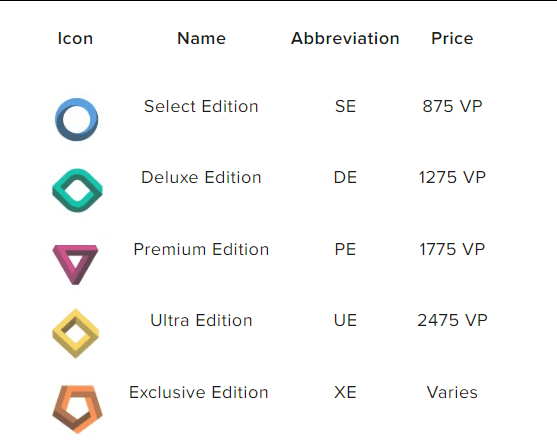 Icon Name Abbreviation Price
Select Edition SE 875 VP
Deluxe Edition DE 1275 VP
Premium Edition PE 1775 VP
Ultra Edition UE 2475 VP
Exclusive Edition XE Varies